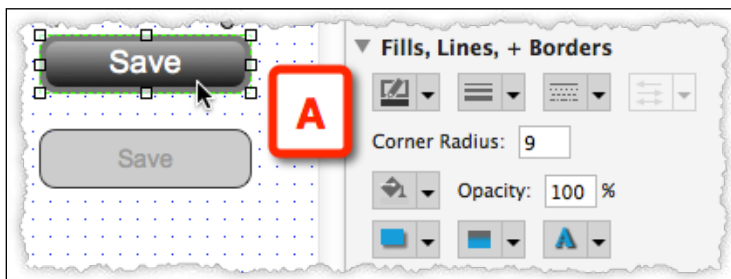 Save
Save
A
Fills, Lines, + Borders
Corner Radius: 9
Opacity: 100 %
A